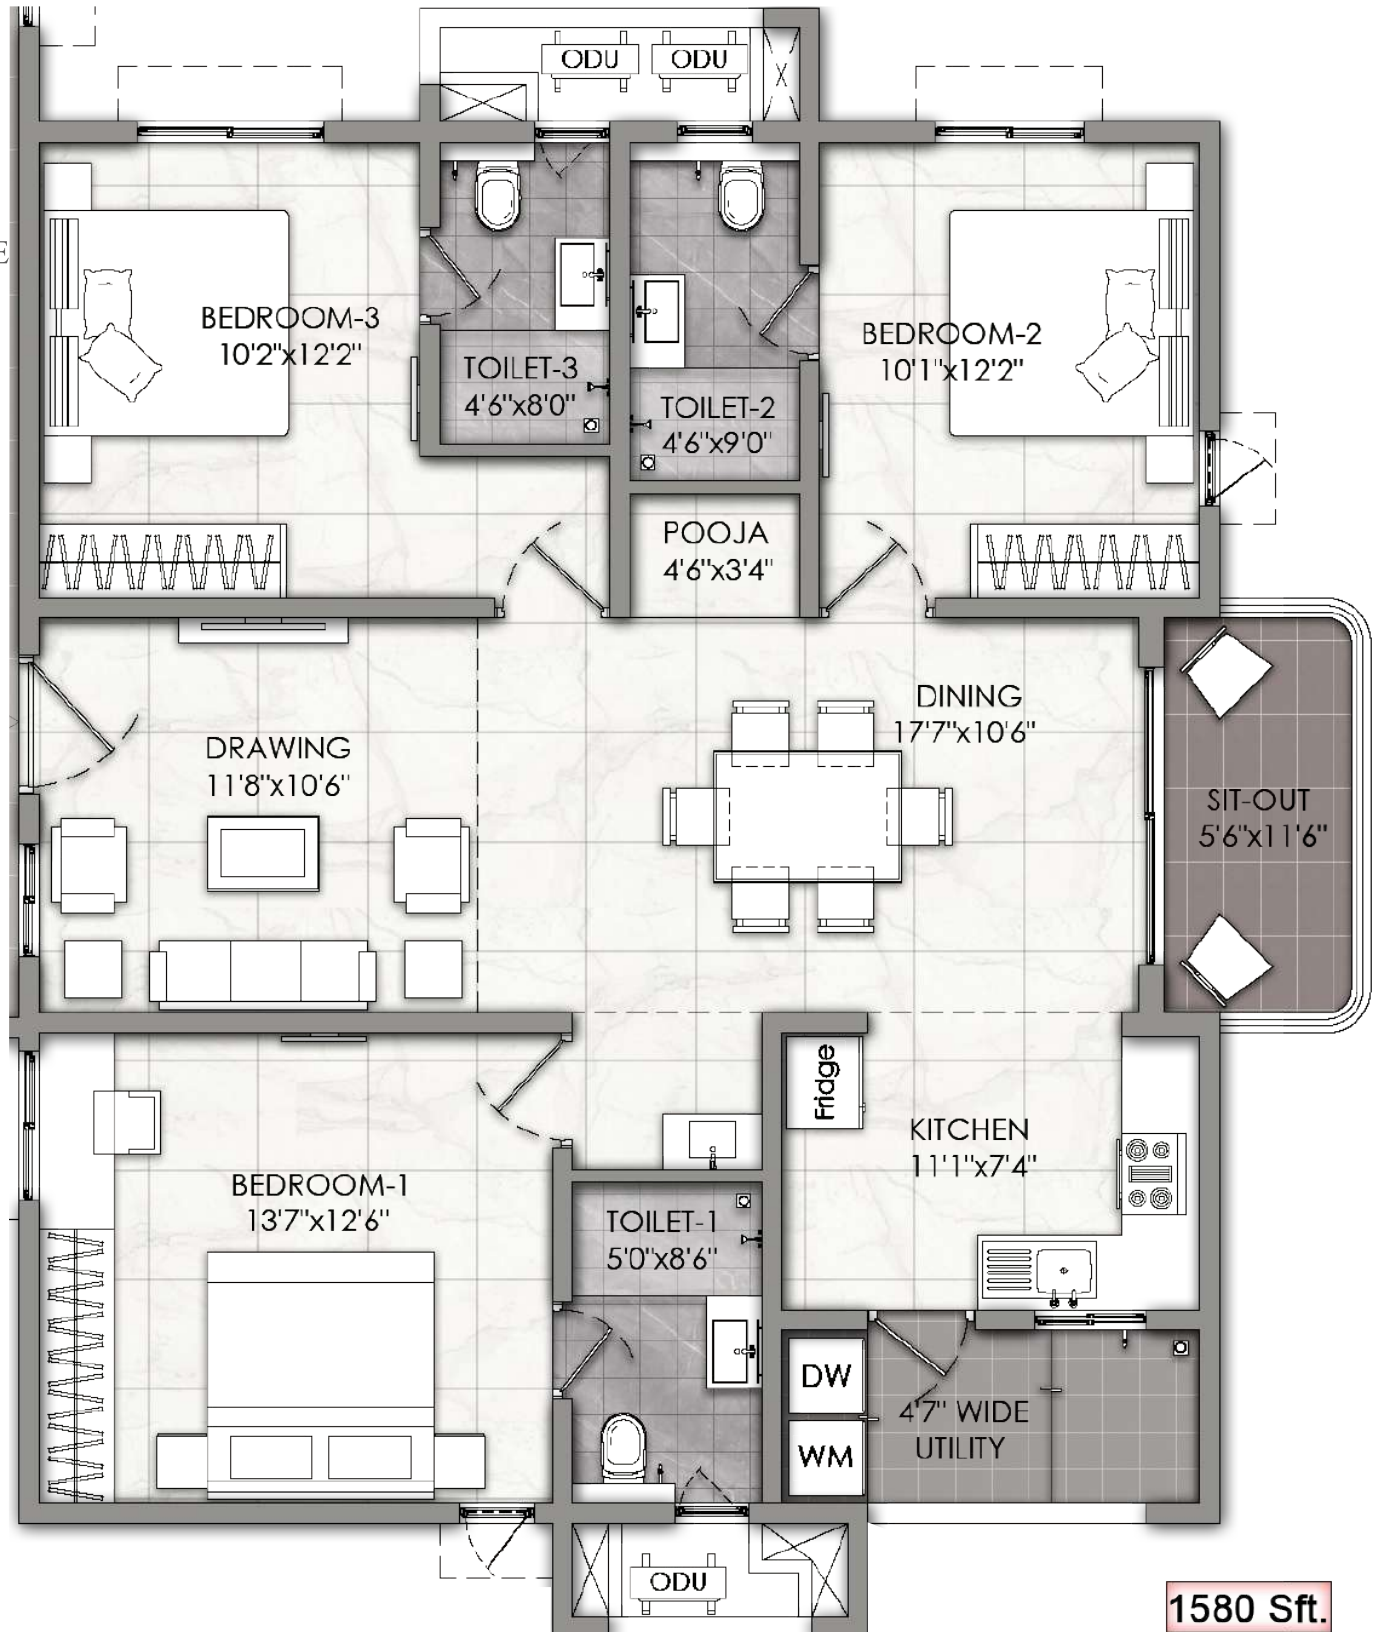 ODU
ODU
E
BEDROOM-3
10'2"x12'2"
TOILET-3
4'6"x8'0"
TOILET-2
4'6"x9'0"
BEDROOM-2
10'1"x12'2"
POOJA
4'6"x3'4"
DRAWING
11'8"x10'6"
DINING
17'7"x10'6"
SIT-OUT
5'6"x11'6"
Fridge
KITCHEN
11'1"x7'4"
BEDROOM-1
13'7"x12'6"
TOILET-1
5'0"x8'6"
DW
WM
4'7" WIDE
UTILITY
ODU
1580 Sft.